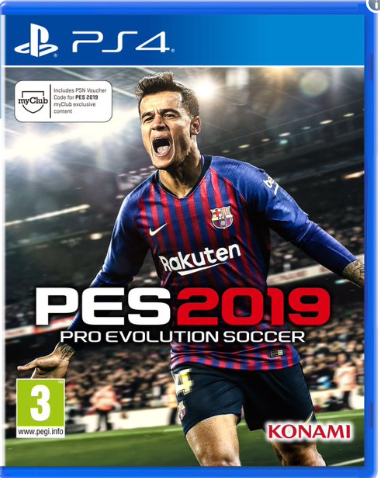 PS4
myClub
Includes PSN Voucher
Code for PES 2019
myClub exclusive
content
Rakuten
PES2019
PRO EVOLUTION SOCCER
4
3
www.pegi.info
KONAMI